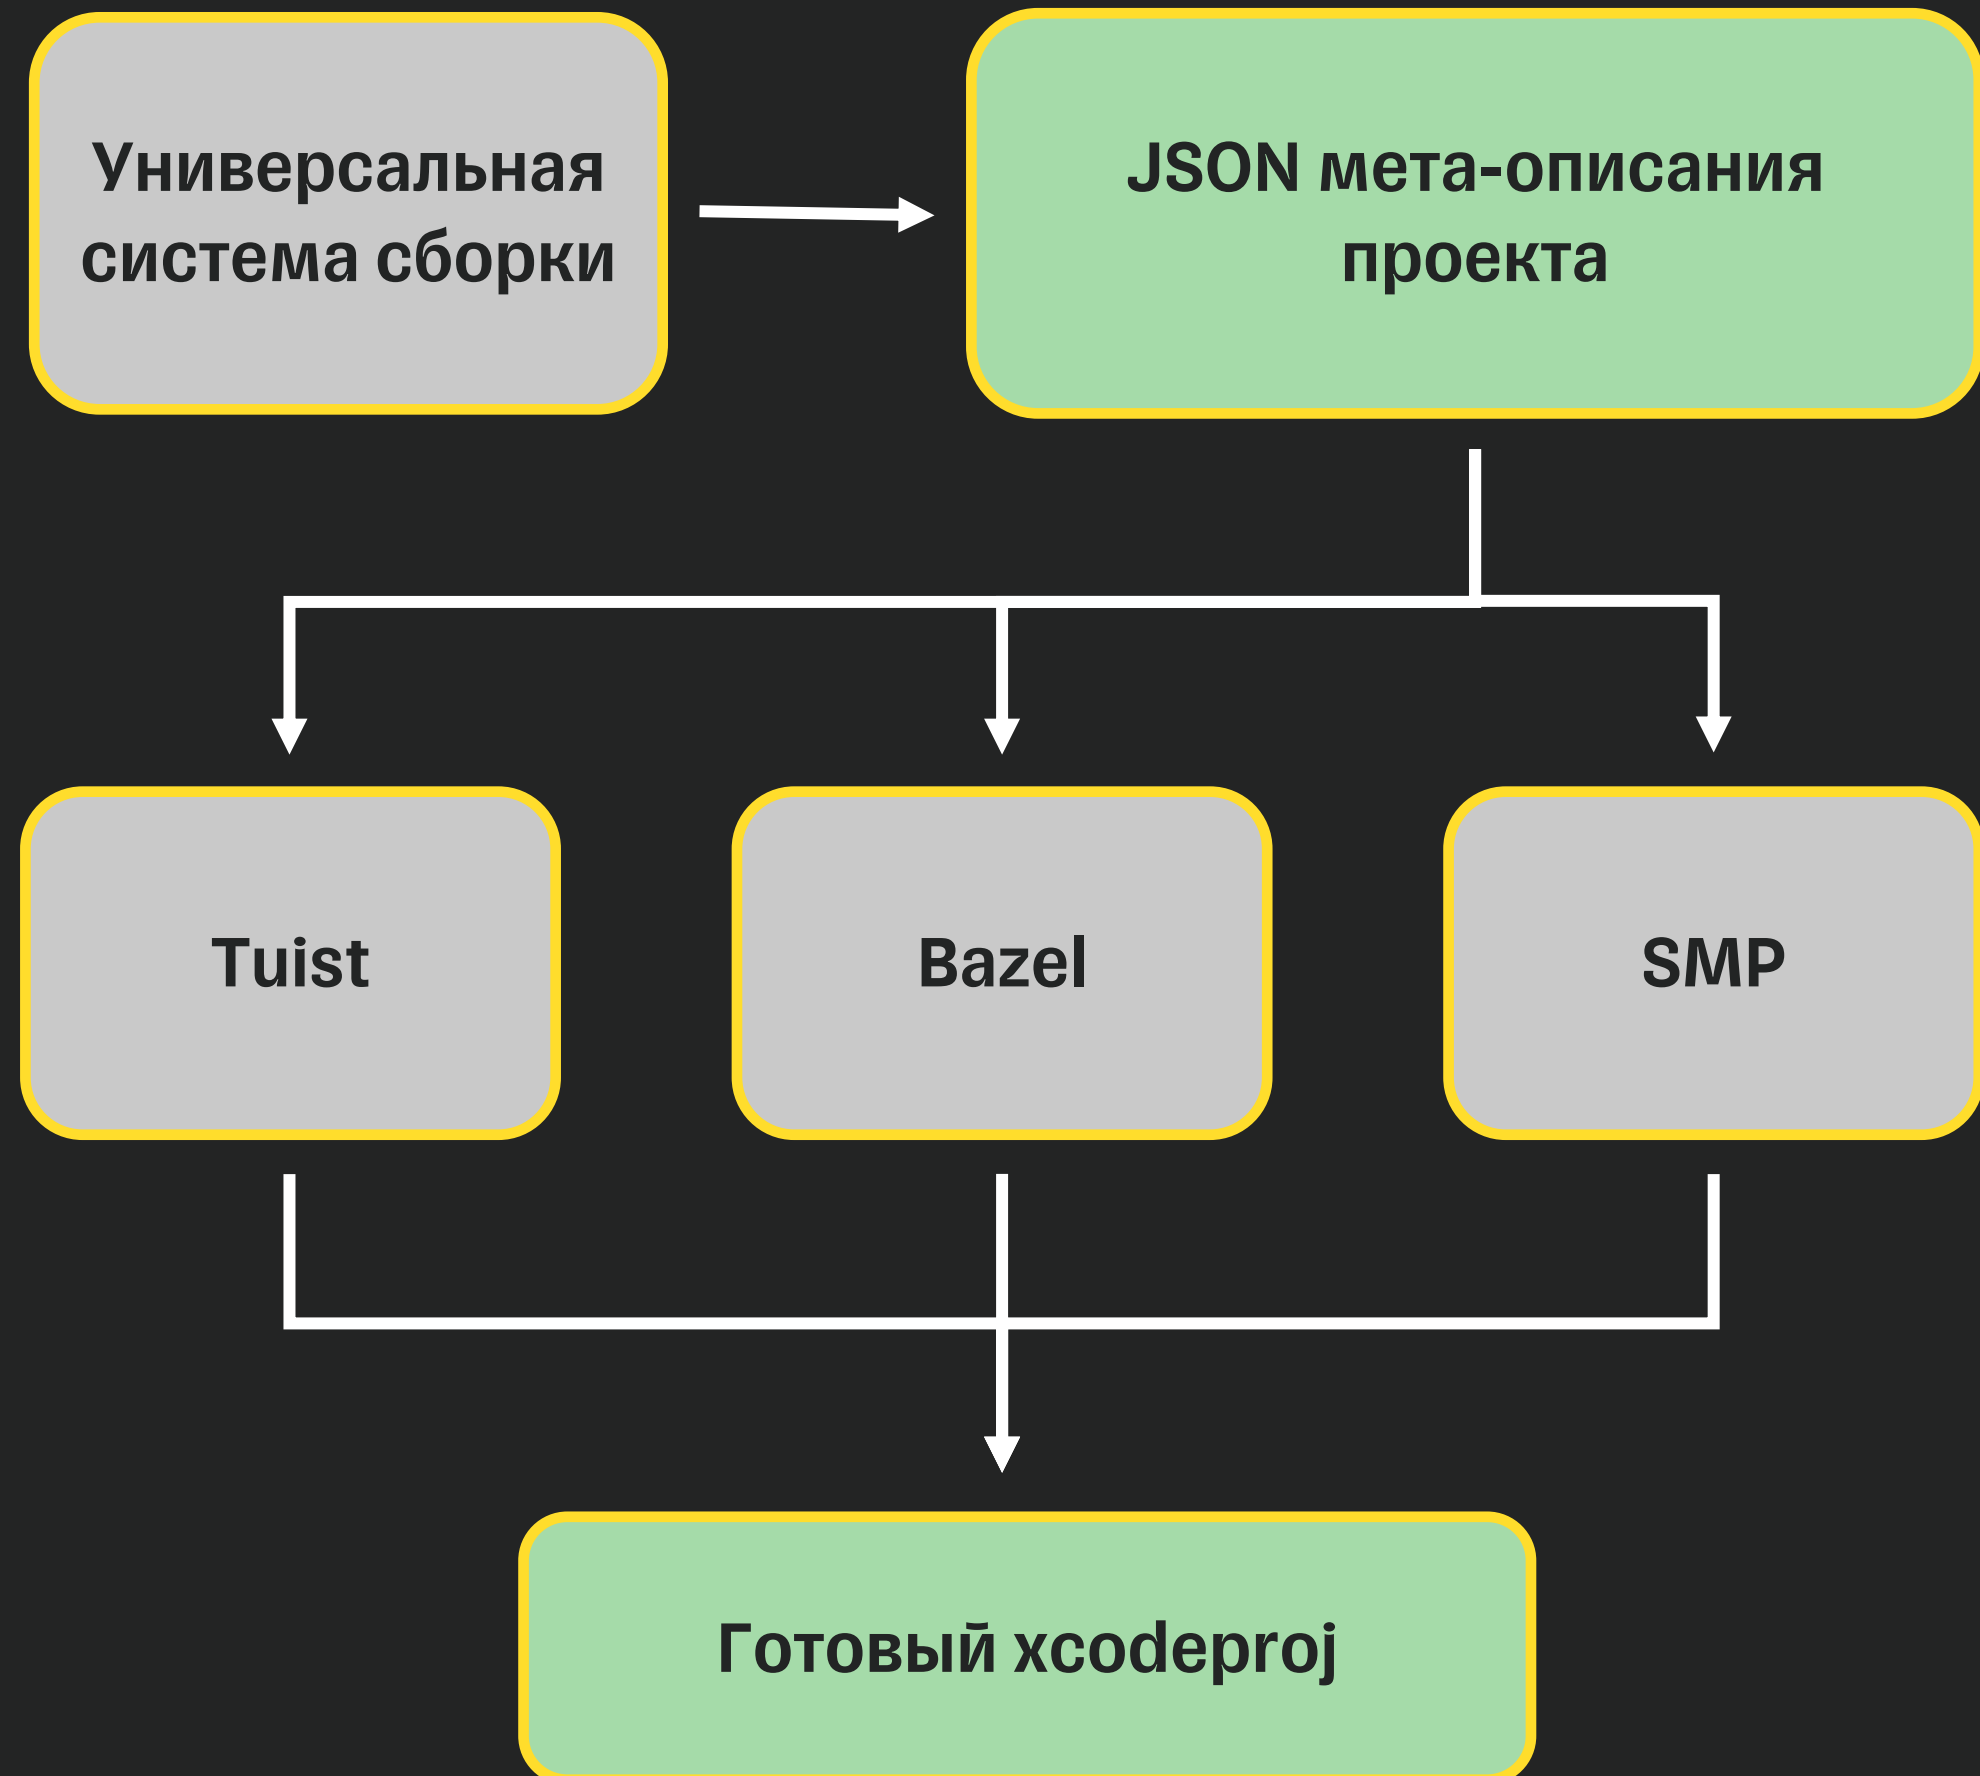 Универсальная
система сборки
JSON мета-описания
проекта
Tuist
Bazel
SMP
Готовый xcodeproj